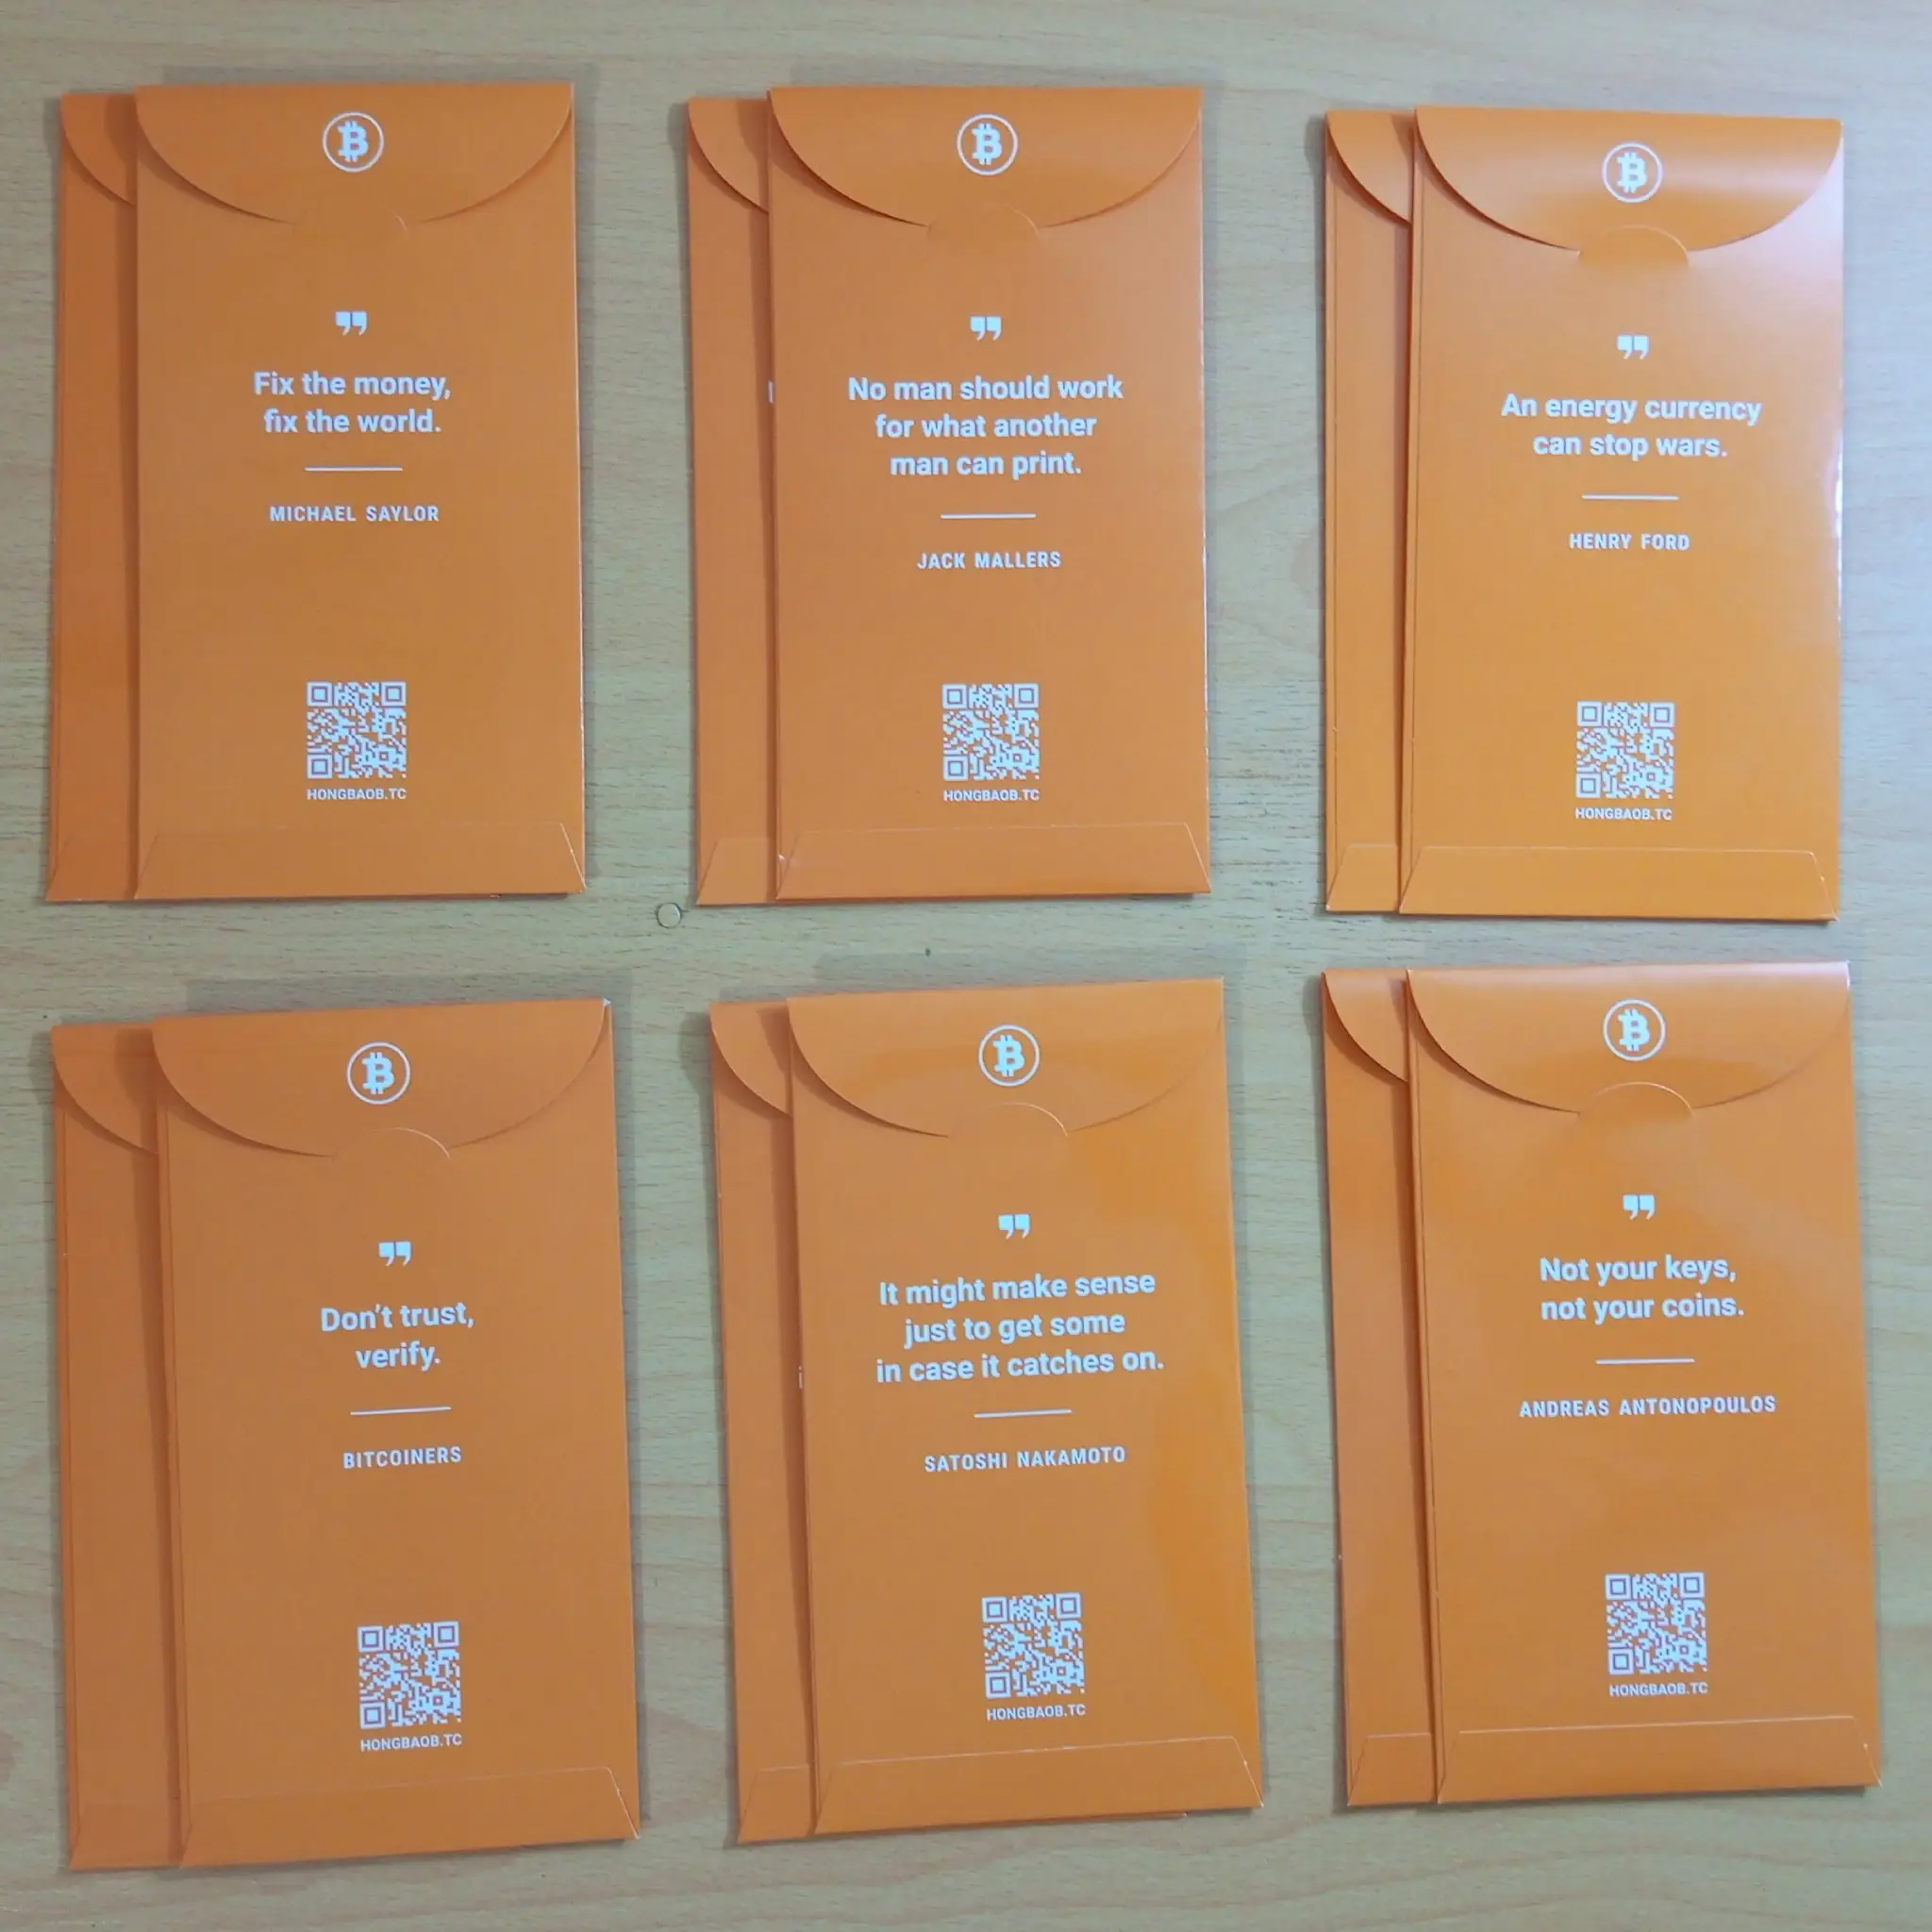 ”
Fix the money,
fix the world.
MICHAEL SAYLOR
HONGBAOB.TC
”
No man should work
for what another
man can print.
JACK MALLERS
HONGBAOB.TC
”
An energy currency
can stop wars.
HENRY FORD
HONGBAOB.TC
”
Don’t trust,
verify.
BITCOINERS
HONGBAOB.TC
”
It might make sense
just to get some
in case it catches on.
SATOSHI NAKAMOTO
HONGBAOB.TC
”
Not your keys,
not your coins.
ANDREAS ANTONOPOULOS
HONGBAOB.TC